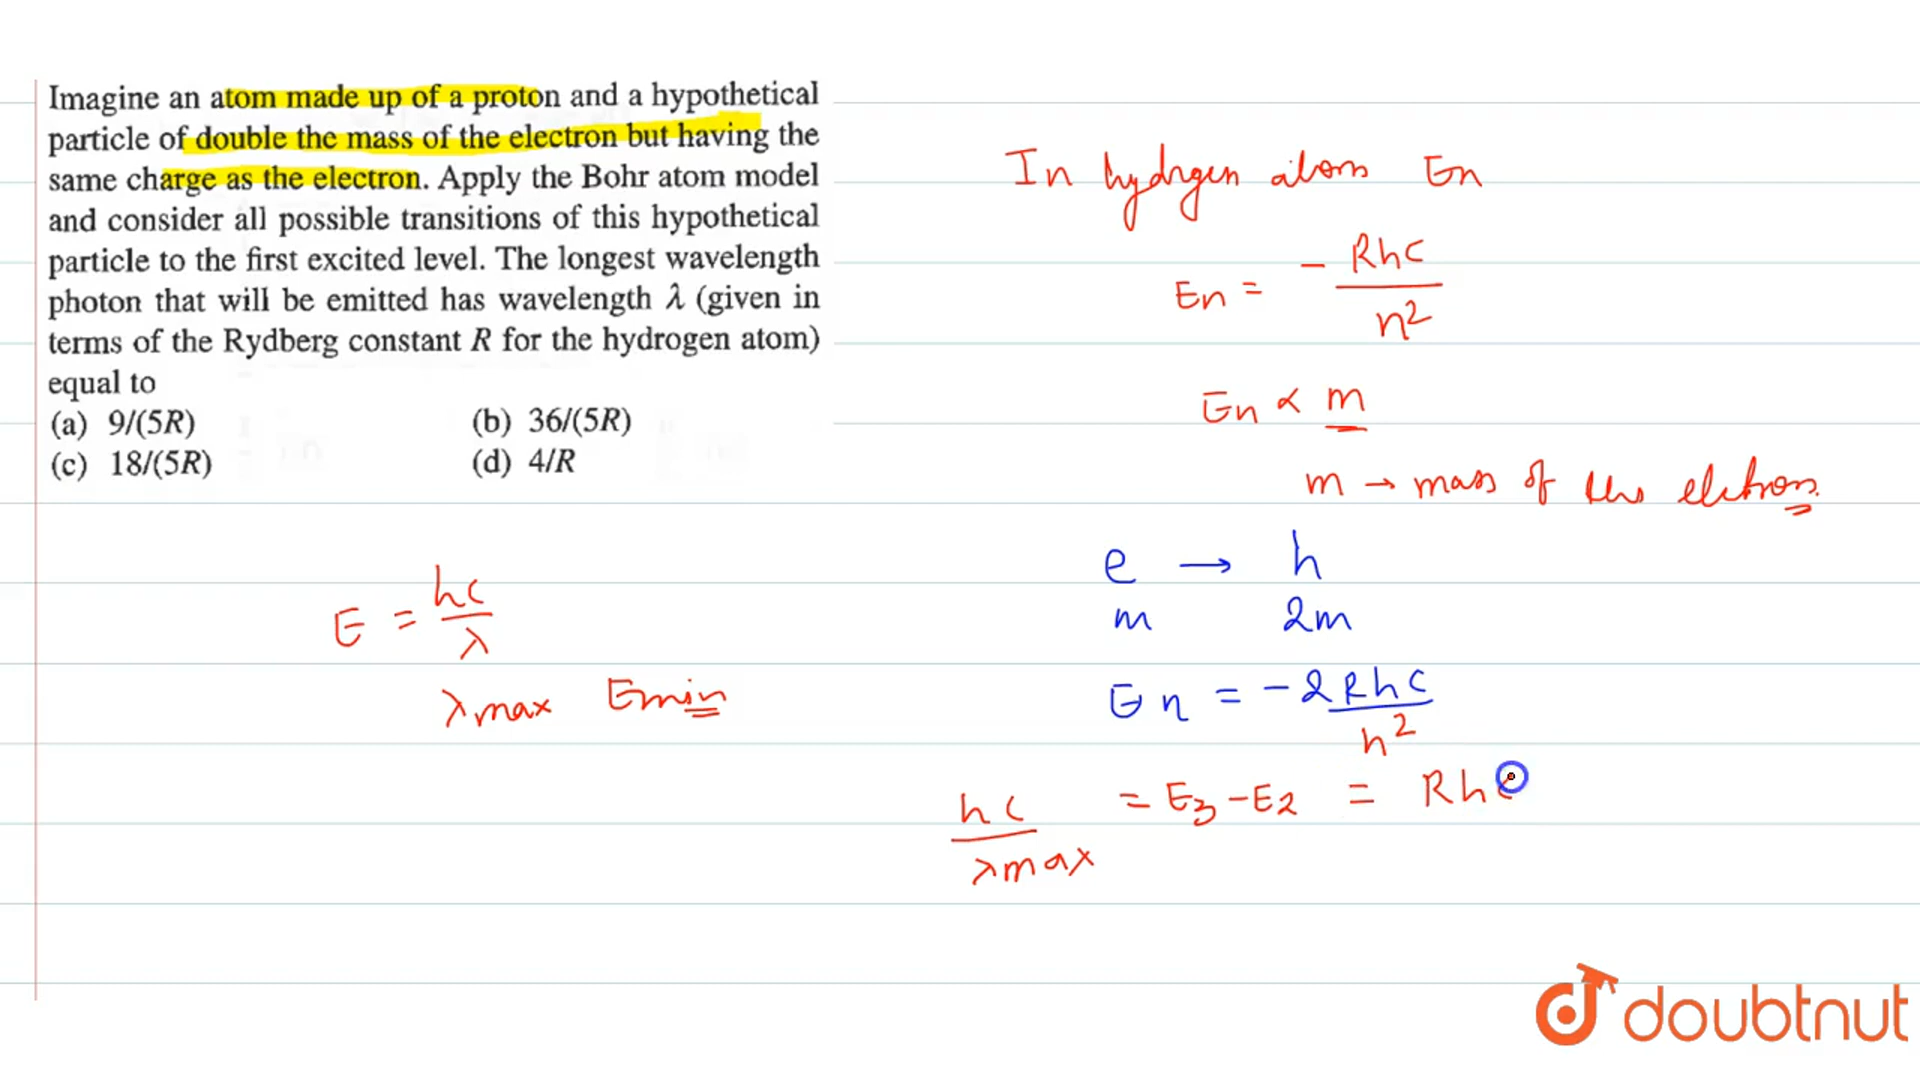 Imagine an atom made up of a proton and a hypothetical
particle of double the mass of the electron but having the
same charge as the electron. Apply the Bohr atom model
and consider all possible transitions of this hypothetical
particle to the first excited level. The longest wavelength
photon that will be emitted has wavelength λ (given in
terms of the Rydberg constant R for the hydrogen atom)
equal to
(a) 9/(5R) (b) 36/(5R)
(c) 18/(5R) (d) 4/R
E = hc/λ
λmax Emin
In hydrgen atom En
En = - Rhc/n²
En ∝ m
m → mass of the elctron
e → h
m 2m
En = -2Rhc/n²
hc/λmax = E3 - E2 = Rhc
doubtnut